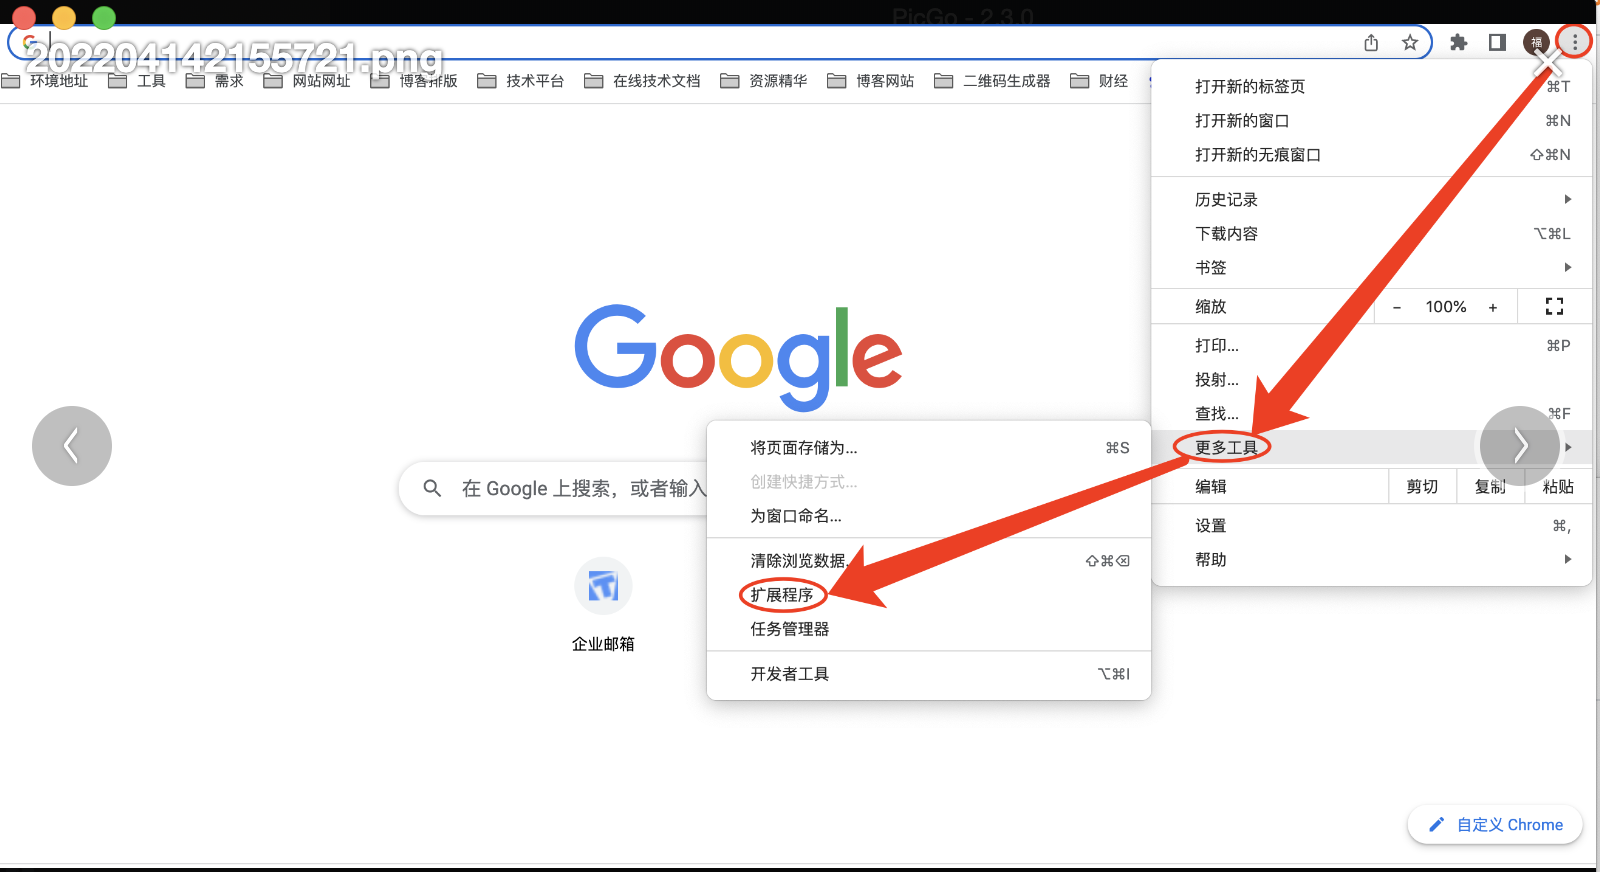 PicGo - 2.3.0
202204142155721.png
福
环境地址 工具 需求 网站网址 博客排版 技术平台 在线技术文档 资源精华 博客网站 二维码生成器 财经
打开新的标签页 ⌘T
打开新的窗口 ⌘N
打开新的无痕窗口 ⇧⌘N
历史记录
下载内容 ⌥⌘L
书签
缩放 − 100% +
打印... ⌘P
投射...
查找... ⌘F
更多工具
编辑 剪切 复制 粘贴
设置 ⌘,
帮助
Google
在 Google 上搜索，或者输入
将页面存储为... ⌘S
创建快捷方式...
为窗口命名...
清除浏览数据... ⇧⌘⌫
扩展程序
任务管理器
开发者工具 ⌥⌘I
企业邮箱
自定义 Chrome